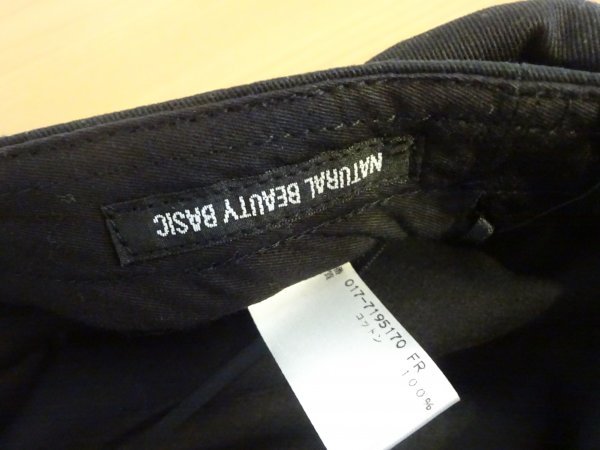 NATURAL BEAUTY BASIC
017-7195170 FR
コットン 100%